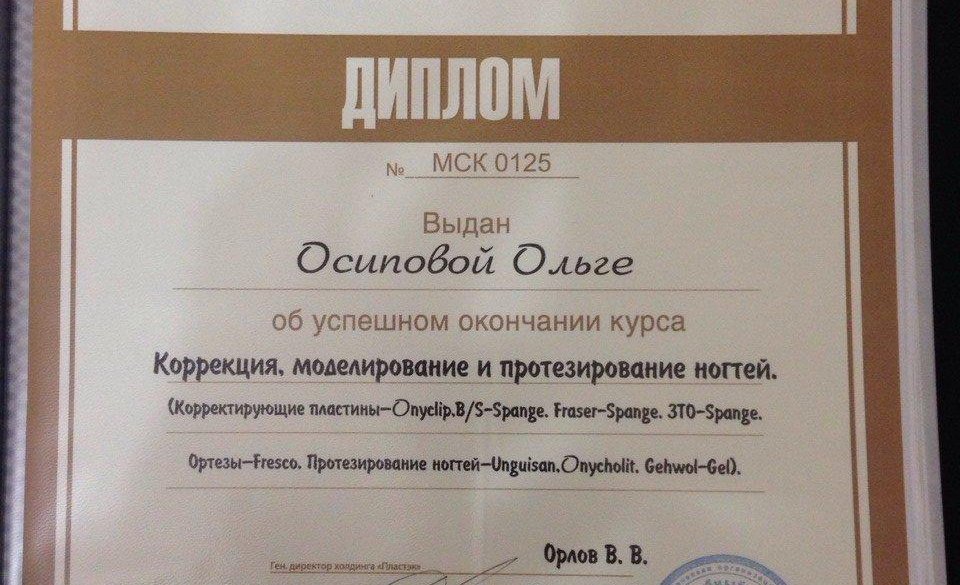 ДИПЛОМ
№ МСК 0125
Выдан
Осиповой Ольге
об успешном окончании курса
Коррекция, моделирование и протезирование ногтей.
(Корректирующие пластины-Onyclip.B/S-Spange. Fraser-Spange. 3TO-Spange.
Ортезы-Fresco. Протезирование ногтей-Unguisan.Onycholit. Gehwol-Gel).
Орлов В. В.
Ген. директор холдинга «Пластэк»